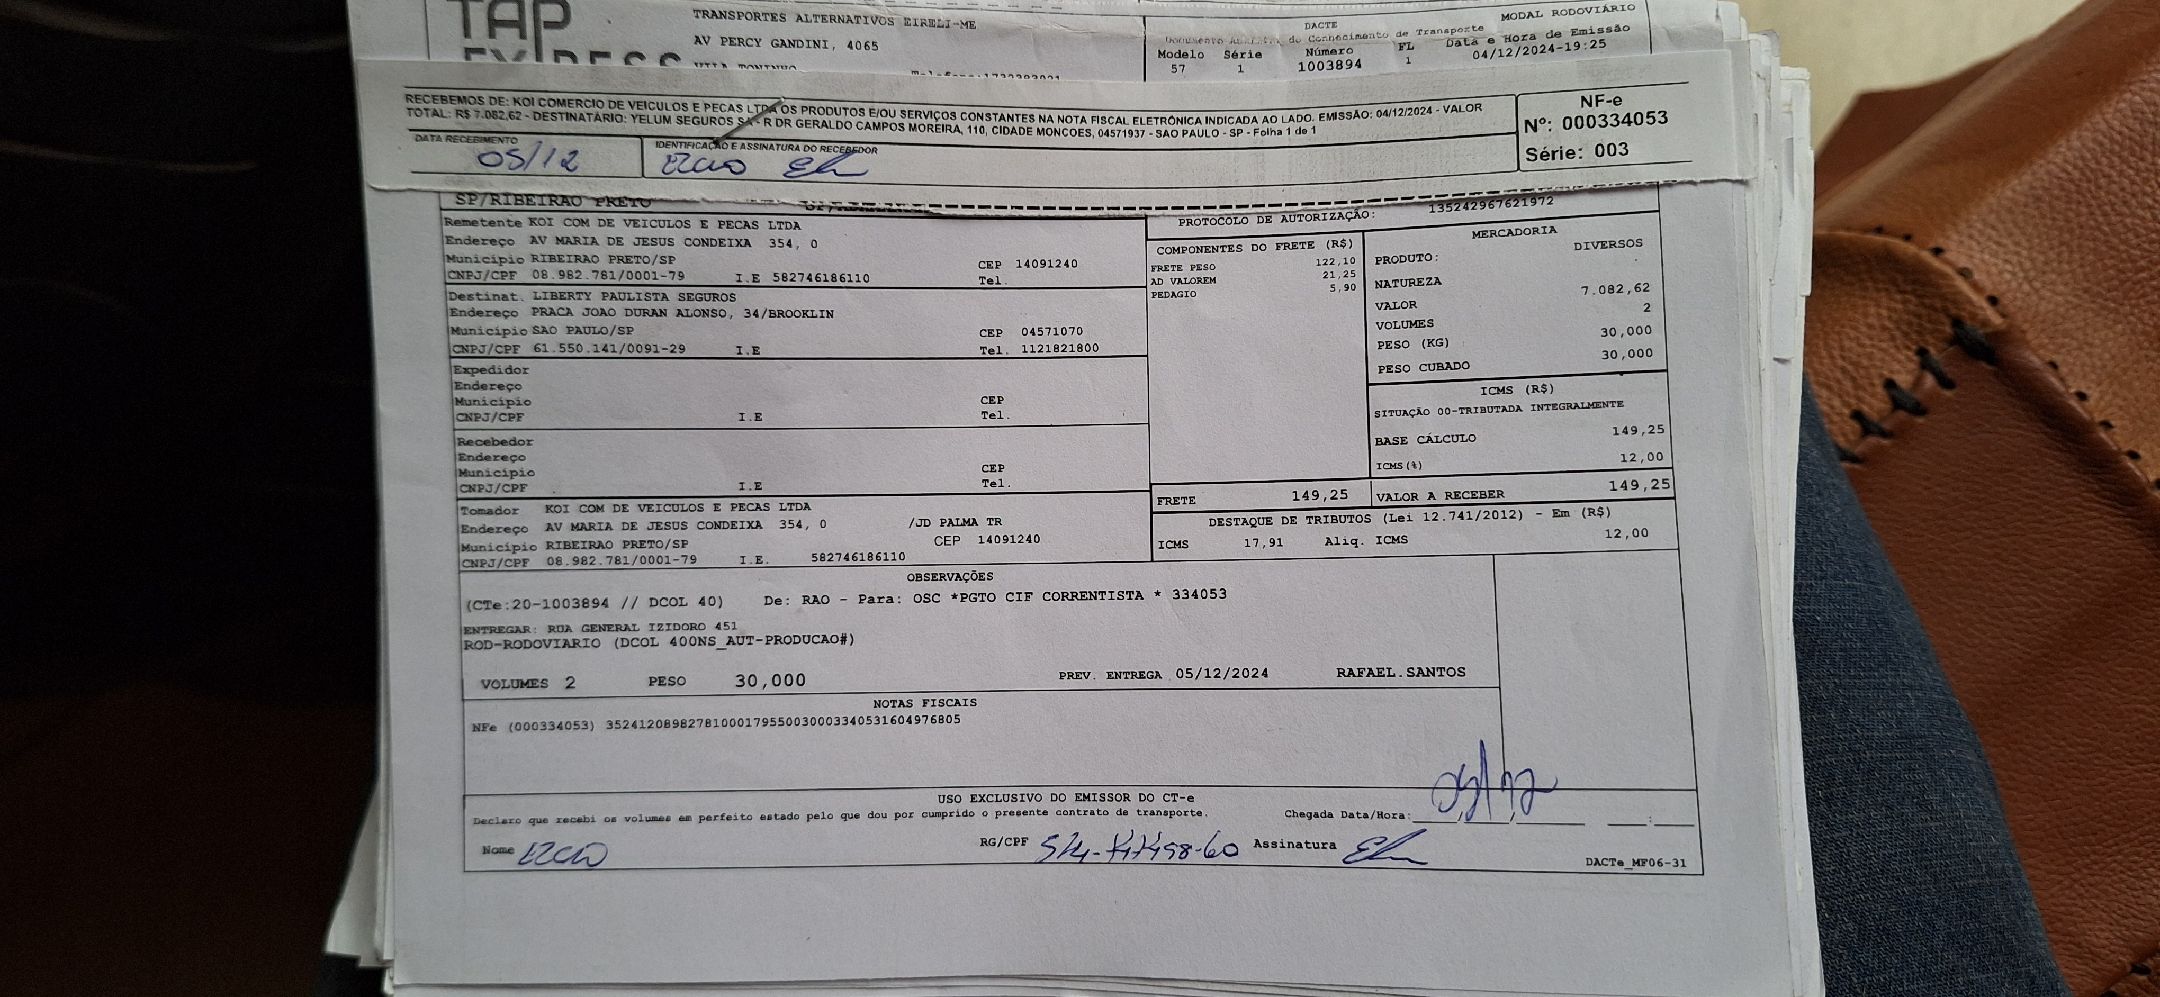 TAP
EXPRESS
TRANSPORTES ALTERNATIVOS EIRELI-ME
AV PERCY GANDINI, 4065
DACTE
MODAL RODOVIÁRIO
Documento Auxiliar do Conhecimento de Transporte
Modelo Série Número FL Data e Hora de Emissão
57 1 1003894 1 04/12/2024-19:25
RECEBEMOS DE: KOI COMERCIO DE VEICULOS E PECAS LTDA OS PRODUTOS E/OU SERVIÇOS CONSTANTES NA NOTA FISCAL ELETRÔNICA INDICADA AO LADO. EMISSÃO: 04/12/2024 - VALOR
TOTAL: R$ 7.082,62 - DESTINATÁRIO: YELUM SEGUROS SA - R DR GERALDO CAMPOS MOREIRA, 110, CIDADE MONCOES, 04571937 - SAO PAULO - SP - Folha 1 de 1
DATA RECEBIMENTO
05/12
IDENTIFICAÇÃO E ASSINATURA DO RECEBEDOR
NF-e
Nº: 000334053
Série: 003
SP/RIBEIRAO PRETO
PROTOCOLO DE AUTORIZAÇÃO: 135242967621972
Remetente KOI COM DE VEICULOS E PECAS LTDA
Endereço AV MARIA DE JESUS CONDEIXA 354, 0
Município RIBEIRAO PRETO/SP CEP 14091240
CNPJ/CPF 08.982.781/0001-79 I.E 582746186110 Tel.
Destinat. LIBERTY PAULISTA SEGUROS
Endereço PRACA JOAO DURAN ALONSO, 34/BROOKLIN
Município SAO PAULO/SP CEP 04571070
CNPJ/CPF 61.550.141/0091-29 I.E Tel. 1121821800
Expedidor
Endereço
Município CEP
CNPJ/CPF I.E Tel.
Recebedor
Endereço
Município CEP
CNPJ/CPF I.E Tel.
Tomador KOI COM DE VEICULOS E PECAS LTDA
Endereço AV MARIA DE JESUS CONDEIXA 354, 0 /JD PALMA TR
Município RIBEIRAO PRETO/SP CEP 14091240
CNPJ/CPF 08.982.781/0001-79 I.E. 582746186110
COMPONENTES DO FRETE (R$)
FRETE PESO 122,10
AD VALOREM 21,25
PEDAGIO 5,90
MERCADORIA
PRODUTO: DIVERSOS
NATUREZA
VALOR 7.082,62
VOLUMES 2
PESO (KG) 30,000
PESO CUBADO 30,000
ICMS (R$)
SITUAÇÃO 00-TRIBUTADA INTEGRALMENTE
BASE CÁLCULO 149,25
ICMS (%) 12,00
FRETE 149,25 VALOR A RECEBER 149,25
DESTAQUE DE TRIBUTOS (Lei 12.741/2012) - Em (R$)
ICMS 17,91 Aliq. ICMS 12,00
OBSERVAÇÕES
(CTe:20-1003894 // DCOL 40) De: RAO - Para: OSC *PGTO CIF CORRENTISTA * 334053
ENTREGAR: RUA GENERAL IZIDORO 451
ROD-RODOVIARIO (DCOL 400NS_AUT-PRODUCAO#)
VOLUMES 2 PESO 30,000 PREV. ENTREGA 05/12/2024 RAFAEL.SANTOS
NOTAS FISCAIS
NFe (000334053) 35241208982781000179550030003340531604976805
USO EXCLUSIVO DO EMISSOR DO CT-e
Declaro que recebi os volumes em perfeito estado pelo que dou por cumprido o presente contrato de transporte. Chegada Data/Hora:
Nome RG/CPF Assinatura
DACTe_MF06-31